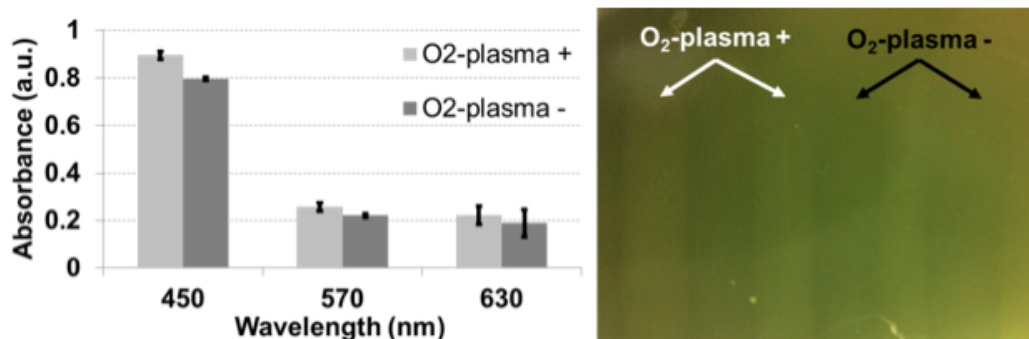 1
0.8
0.6
0.4
0.2
0
Absorbance (a.u.)
O2-plasma +
O2-plasma -
450 570 630
Wavelength (nm)
O₂-plasma + O₂-plasma -